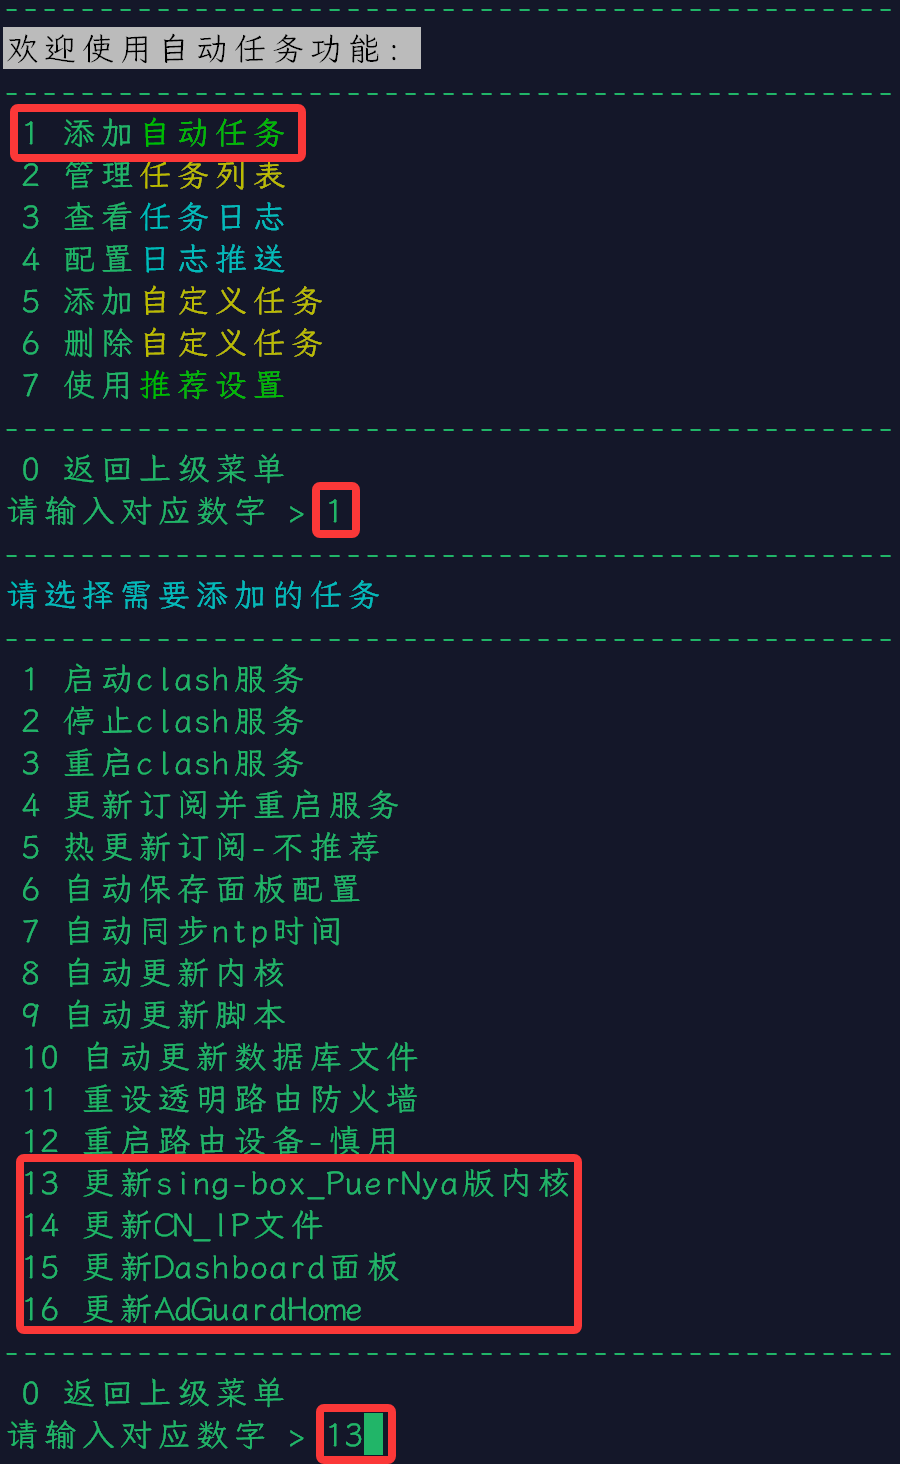 -----------------------------------------------
欢迎使用自动任务功能:
-----------------------------------------------
1 添加自动任务
2 管理任务列表
3 查看任务日志
4 配置日志推送
5 添加自定义任务
6 删除自定义任务
7 使用推荐设置
-----------------------------------------------
0 返回上级菜单
请输入对应数字 > 1
-----------------------------------------------
请选择需要添加的任务
-----------------------------------------------
1 启动clash服务
2 停止clash服务
3 重启clash服务
4 更新订阅并重启服务
5 热更新订阅-不推荐
6 自动保存面板配置
7 自动同步ntp时间
8 自动更新内核
9 自动更新脚本
10 自动更新数据库文件
11 重设透明路由防火墙
12 重启路由设备-慎用
13 更新sing-box_PuerNya版内核
14 更新CN_IP文件
15 更新Dashboard面板
16 更新AdGuardHome
-----------------------------------------------
0 返回上级菜单
请输入对应数字 > 13